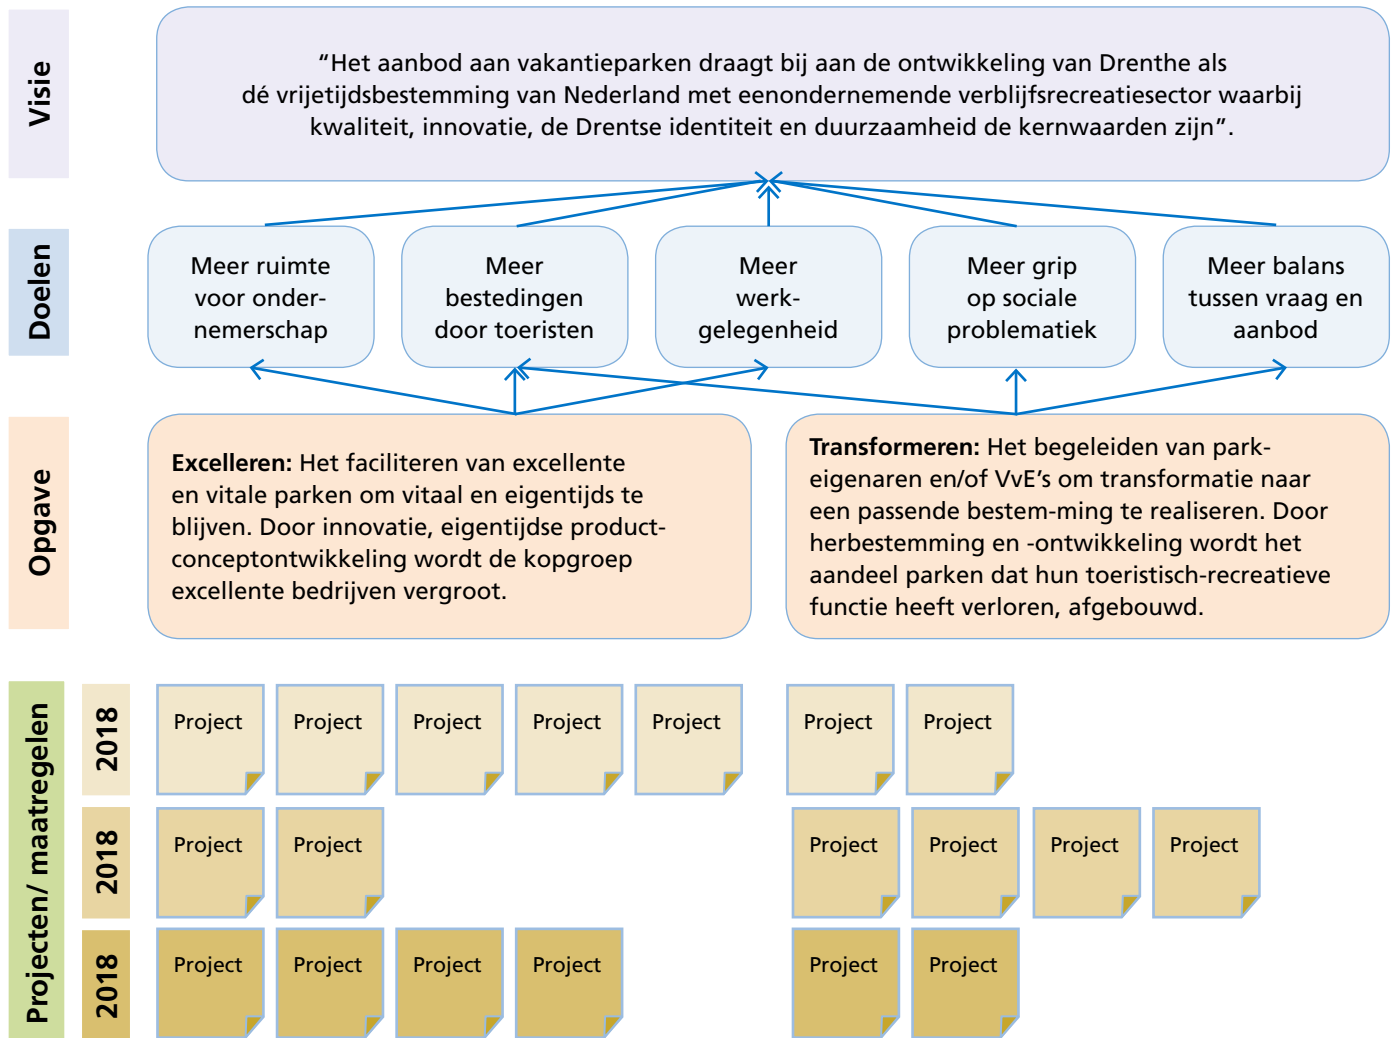 Visie
“Het aanbod aan vakantieparken draagt bij aan de ontwikkeling van Drenthe als
dé vrijetijdsbestemming van Nederland met eenondernemende verblijfsrecreatiesector waarbij
kwaliteit, innovatie, de Drentse identiteit en duurzaamheid de kernwaarden zijn”.
Doelen
Meer ruimte
voor onder-
nemerschap
Meer
bestedingen
door toeristen
Meer
werk-
gelegenheid
Meer grip
op sociale
problematiek
Meer balans
tussen vraag en
aanbod
Opgave
Excelleren: Het faciliteren van excellente
en vitale parken om vitaal en eigentijds te
blijven. Door innovatie, eigentijdse product-
conceptontwikkeling wordt de kopgroep
excellente bedrijven vergroot.
Transformeren: Het begeleiden van park-
eigenaren en/of VvE’s om transformatie naar
een passende bestem-ming te realiseren. Door
herbestemming en -ontwikkeling wordt het
aandeel parken dat hun toeristisch-recreatieve
functie heeft verloren, afgebouwd.
Projecten/ maatregelen
2018
Project Project Project Project Project Project Project
2018
Project Project Project Project Project Project
2018
Project Project Project Project Project Project